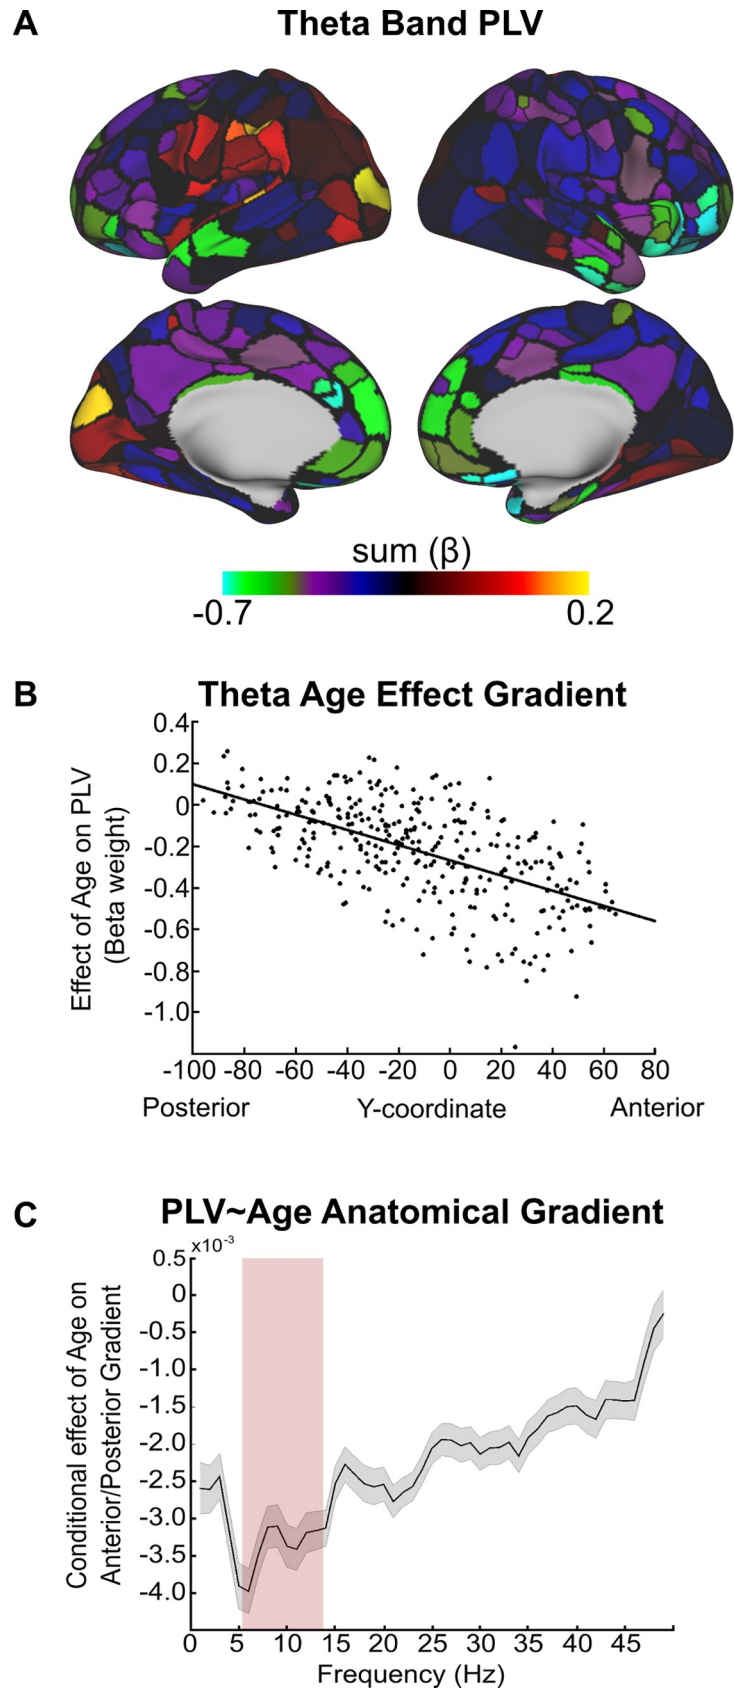 A
Theta Band PLV
sum (β)
-0.7
0.2
B
Theta Age Effect Gradient
Effect of Age on PLV
(Beta weight)
0.4
0.2
0
-0.2
-0.4
-0.6
-0.8
-1.0
-100 -80 -60 -40 -20 0 20 40 60 80
Posterior Y-coordinate Anterior
C
PLV~Age Anatomical Gradient
x10-3
Conditional effect of Age on
Anterior/Posterior Gradient
0.5
0
-0.5
-1.0
-1.5
-2.0
-2.5
-3.0
-3.5
-4.0
0 5 10 15 20 25 30 35 40 45
Frequency (Hz)